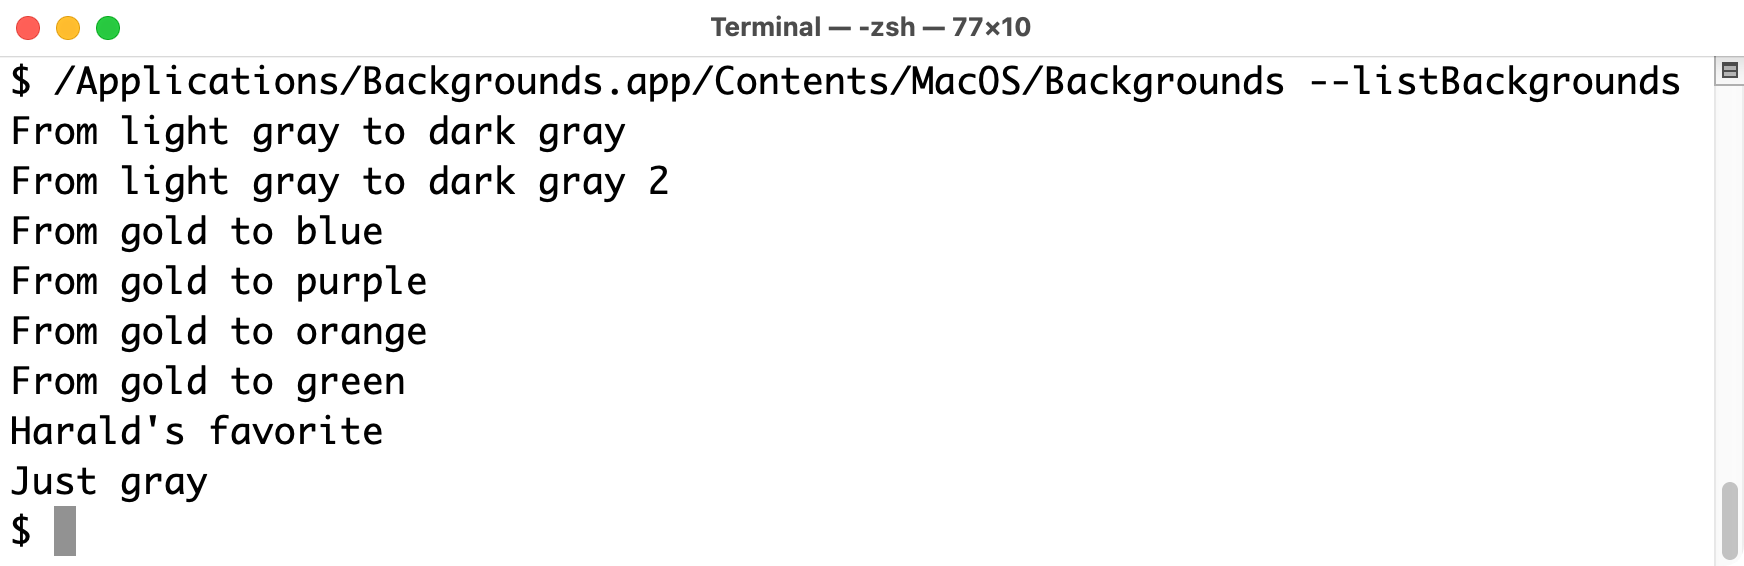 Terminal — -zsh — 77×10
$ /Applications/Backgrounds.app/Contents/MacOS/Backgrounds --listBackgrounds
From light gray to dark gray
From light gray to dark gray 2
From gold to blue
From gold to purple
From gold to orange
From gold to green
Harald's favorite
Just gray
$